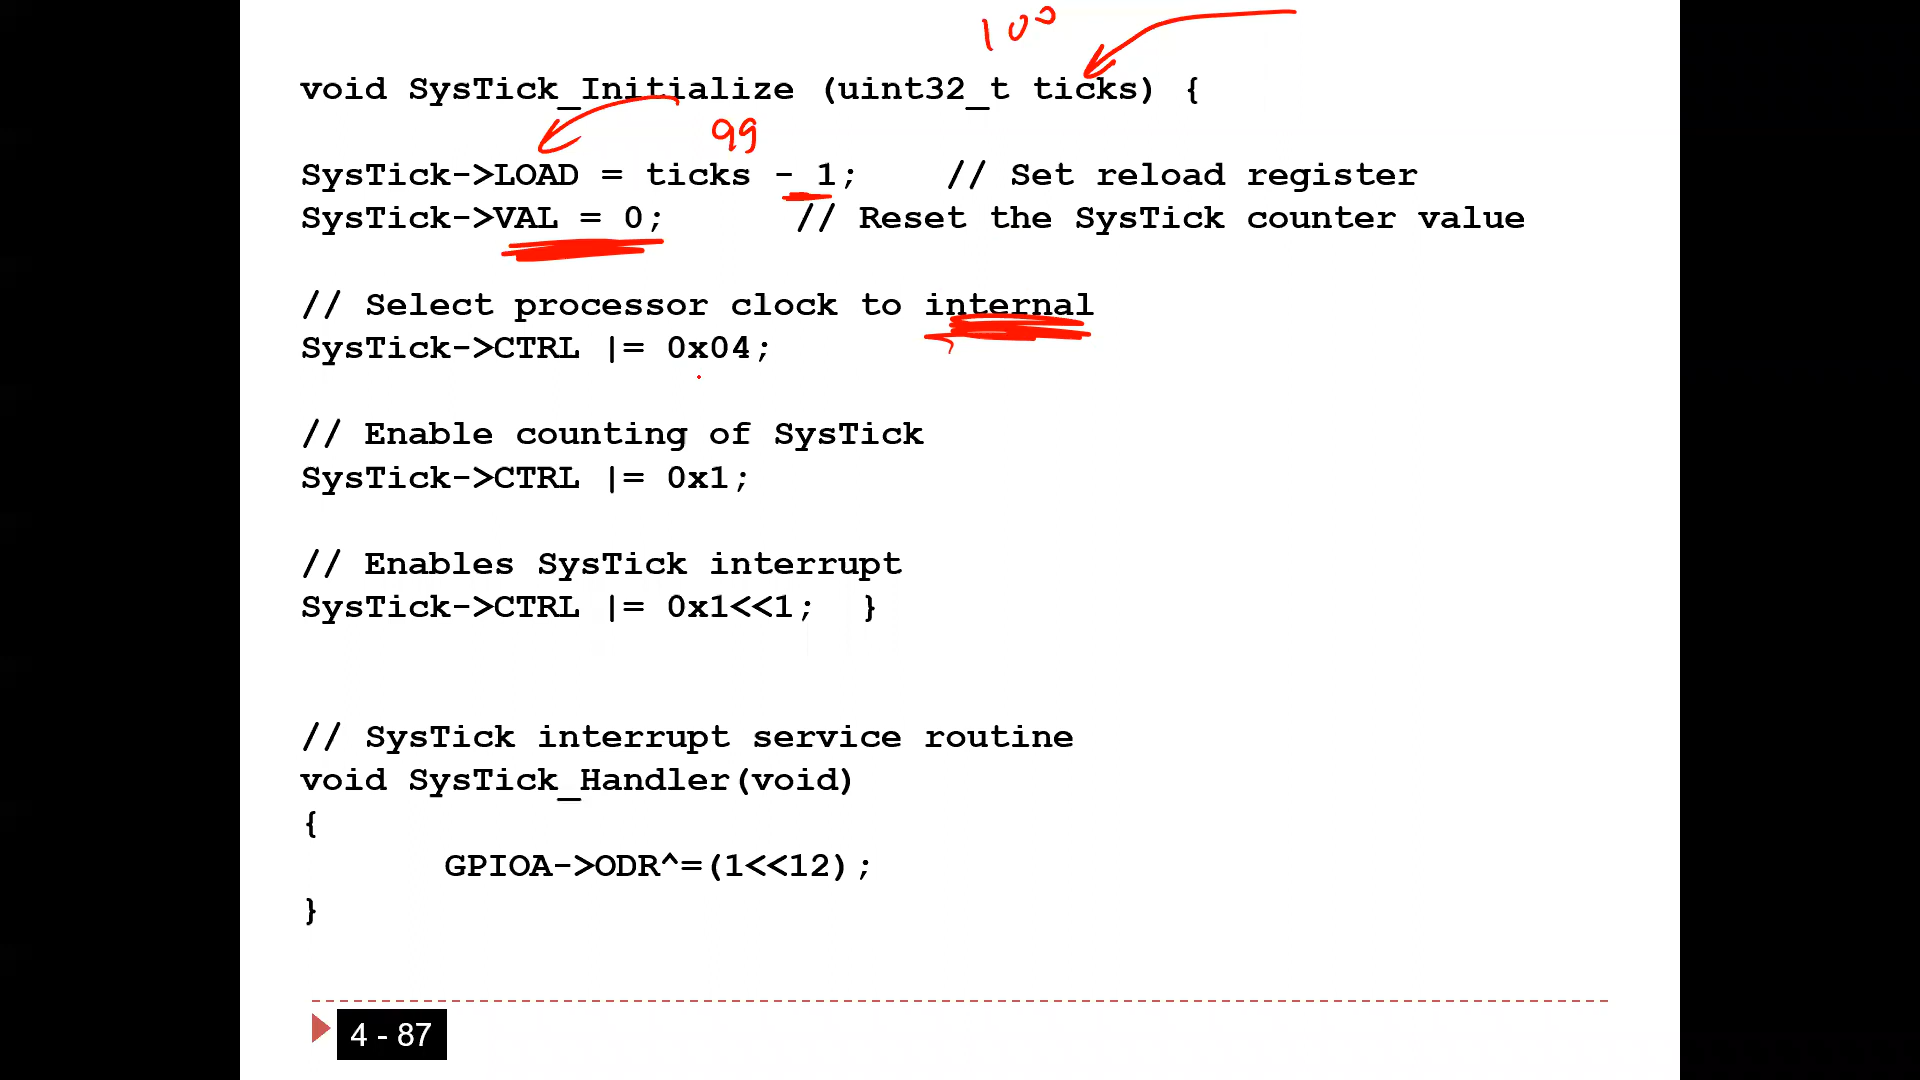 100
void SysTick_Initialize (uint32_t ticks) {
99
SysTick->LOAD = ticks - 1; // Set reload register
SysTick->VAL = 0; // Reset the SysTick counter value
// Select processor clock to internal
SysTick->CTRL |= 0x04;
// Enable counting of SysTick
SysTick->CTRL |= 0x1;
// Enables SysTick interrupt
SysTick->CTRL |= 0x1<<1; }
// SysTick interrupt service routine
void SysTick_Handler(void)
{
GPIOA->ODR^=(1<<12);
}
4 - 87